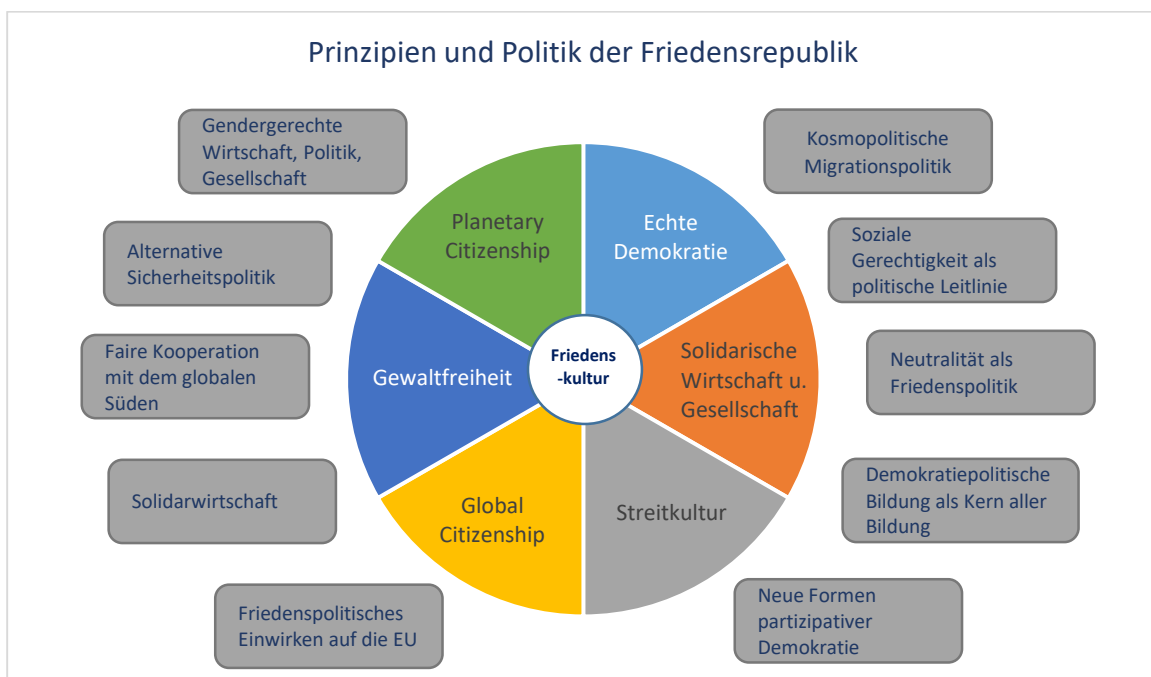 Prinzipien und Politik der Friedensrepublik
Gendergerechte
Wirtschaft, Politik,
Gesellschaft
Alternative
Sicherheitspolitik
Faire Kooperation
mit dem globalen
Süden
Solidarwirtschaft
Friedenspolitisches
Einwirken auf die EU
Planetary
Citizenship
Echte
Demokratie
Gewaltfreiheit
Friedens
-kultur
Solidarische
Wirtschaft u.
Gesellschaft
Global
Citizenship
Streitkultur
Kosmopolitische
Migrationspolitik
Soziale
Gerechtigkeit als
politische Leitlinie
Neutralität als
Friedenspolitik
Demokratiepolitische
Bildung als Kern aller
Bildung
Neue Formen
partizipativer
Demokratie